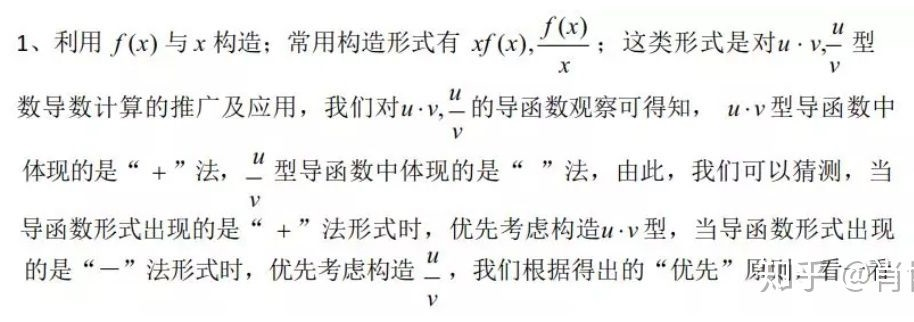 1、利用 f(x) 与 x 构造；常用构造形式有 xf(x), f(x)/x ；这类形式是对u·v, u/v 型
数导数计算的推广及应用，我们对u·v, u/v 的导函数观察可得知， u·v 型导函数中
体现的是“ +”法， u/v 型导函数中体现的是“ ”法，由此，我们可以猜测，当
导函数形式出现的是“ +”法形式时，优先考虑构造u·v 型，当导函数形式出现
的是“－”法形式时，优先考虑构造 u/v ，我们根据得出的“优先”原则，看
知乎 @肖